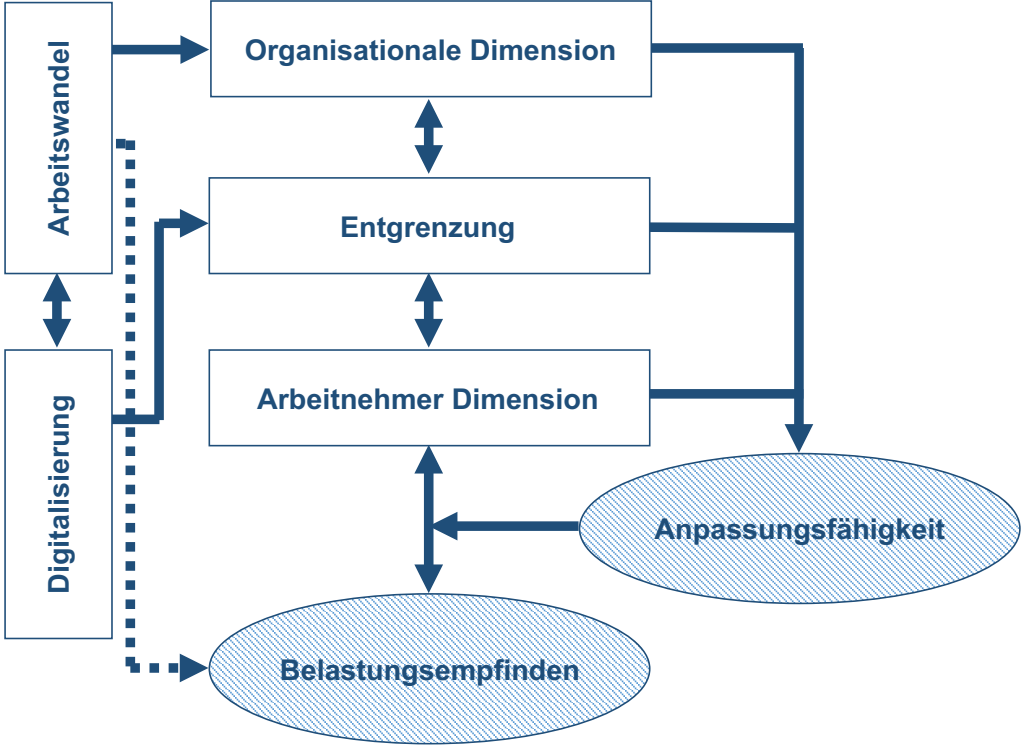 Arbeitswandel
Organisationale Dimension
Entgrenzung
Arbeitnehmer Dimension
Digitalisierung
Anpassungsfähigkeit
Belastungsempfinden